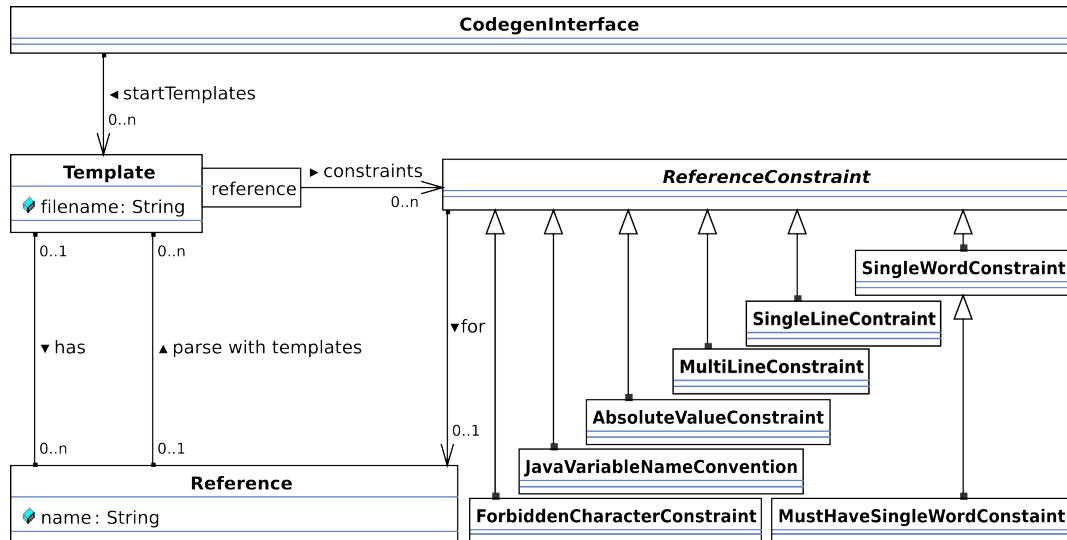 CodegenInterface
◂ startTemplates
0..n
Template
filename: String
reference
▸ constraints
0..n
ReferenceConstraint
0..1
0..n
SingleWordConstraint
SingleLineContraint
▾for
▾ has
▴ parse with templates
MultiLineConstraint
AbsoluteValueConstraint
0..n
0..1
0..1
JavaVariableNameConvention
Reference
name: String
ForbiddenCharacterConstraint
MustHaveSingleWordConstaint